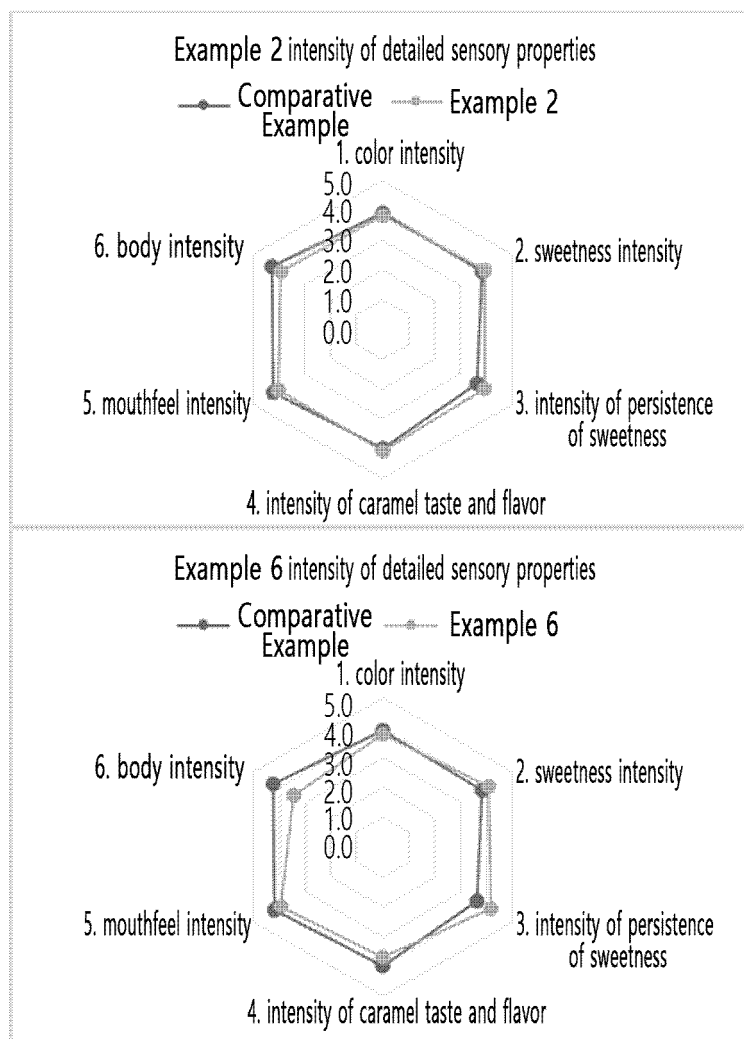 Example 2 intensity of detailed sensory properties
Comparative
Example
Example 2
1. color intensity
5.0
4.0
3.0
2.0
1.0
0.0
6. body intensity
2. sweetness intensity
5. mouthfeel intensity
3. intensity of persistence
of sweetness
4. intensity of caramel taste and flavor
Example 6 intensity of detailed sensory properties
Comparative
Example
Example 6
1. color intensity
5.0
4.0
3.0
2.0
1.0
0.0
6. body intensity
2. sweetness intensity
5. mouthfeel intensity
3. intensity of persistence
of sweetness
4. intensity of caramel taste and flavor